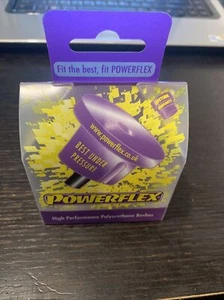 Fit the best, fit POWERFLEX
www.powerflex.co.uk
BEST UNDER
PRESSURE
POWERFLEX
High Performance Polyurethane Bushes